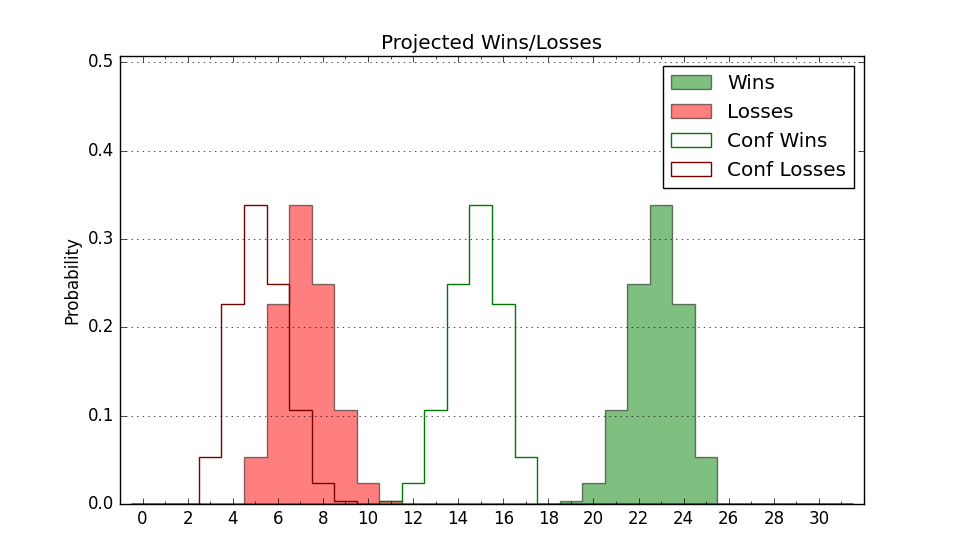 Projected Wins/Losses
0.5
0.4
0.3
0.2
0.1
0.0
Probability
Wins
Losses
Conf Wins
Conf Losses
0 2 4 6 8 10 12 14 16 18 20 22 24 26 28 30